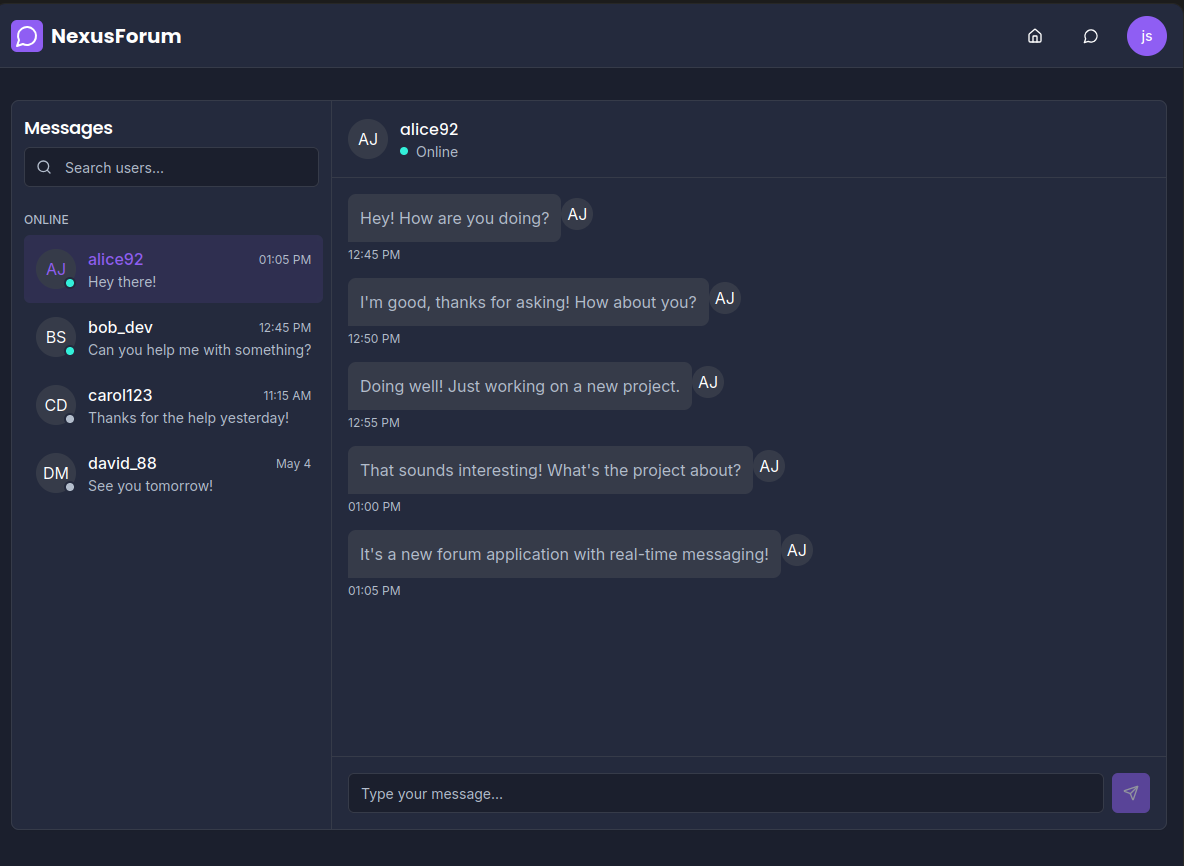 NexusForum
js
Messages
Search users...
ONLINE
AJ
alice92
01:05 PM
Hey there!
BS
bob_dev
12:45 PM
Can you help me with something?
CD
carol123
11:15 AM
Thanks for the help yesterday!
DM
david_88
May 4
See you tomorrow!
AJ
alice92
Online
Hey! How are you doing?
AJ
12:45 PM
I'm good, thanks for asking! How about you?
AJ
12:50 PM
Doing well! Just working on a new project.
AJ
12:55 PM
That sounds interesting! What's the project about?
AJ
01:00 PM
It's a new forum application with real-time messaging!
AJ
01:05 PM
Type your message...